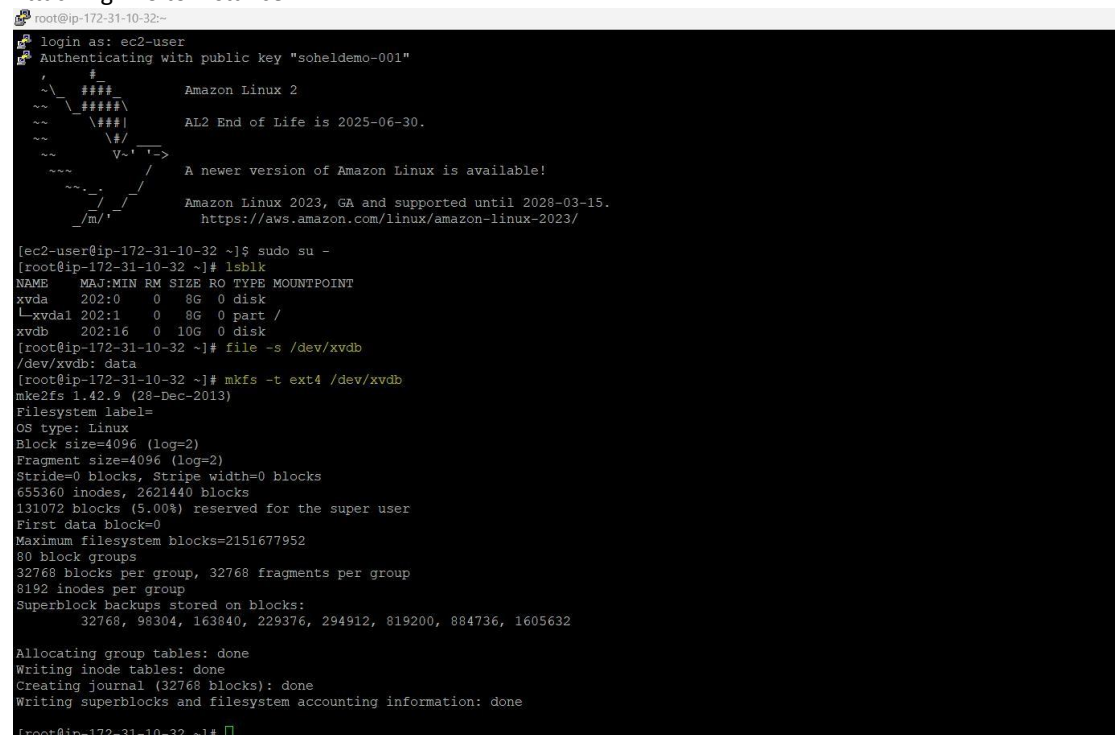 root@ip-172-31-10-32:~
login as: ec2-user
Authenticating with public key "soheldemo-001"
   ,     #_
   ~\_  ####_        Amazon Linux 2
  ~~  \_#####\
  ~~     \###|       AL2 End of Life is 2025-06-30.
  ~~       \#/ ___
   ~~       V~' '->
    ~~~         /    A newer version of Amazon Linux is available!
      ~~._.   _/
         _/ _/       Amazon Linux 2023, GA and supported until 2028-03-15.
       _/m/'           https://aws.amazon.com/linux/amazon-linux-2023/
[ec2-user@ip-172-31-10-32 ~]$ sudo su -
[root@ip-172-31-10-32 ~]# lsblk
NAME    MAJ:MIN RM SIZE RO TYPE MOUNTPOINT
xvda    202:0    0   8G  0 disk
└─xvda1 202:1    0   8G  0 part /
xvdb    202:16   0  10G  0 disk
[root@ip-172-31-10-32 ~]# file -s /dev/xvdb
/dev/xvdb: data
[root@ip-172-31-10-32 ~]# mkfs -t ext4 /dev/xvdb
mke2fs 1.42.9 (28-Dec-2013)
Filesystem label=
OS type: Linux
Block size=4096 (log=2)
Fragment size=4096 (log=2)
Stride=0 blocks, Stripe width=0 blocks
655360 inodes, 2621440 blocks
131072 blocks (5.00%) reserved for the super user
First data block=0
Maximum filesystem blocks=2151677952
80 block groups
32768 blocks per group, 32768 fragments per group
8192 inodes per group
Superblock backups stored on blocks:
        32768, 98304, 163840, 229376, 294912, 819200, 884736, 1605632
Allocating group tables: done
Writing inode tables: done
Creating journal (32768 blocks): done
Writing superblocks and filesystem accounting information: done
[root@ip-172-31-10-32 ~]#